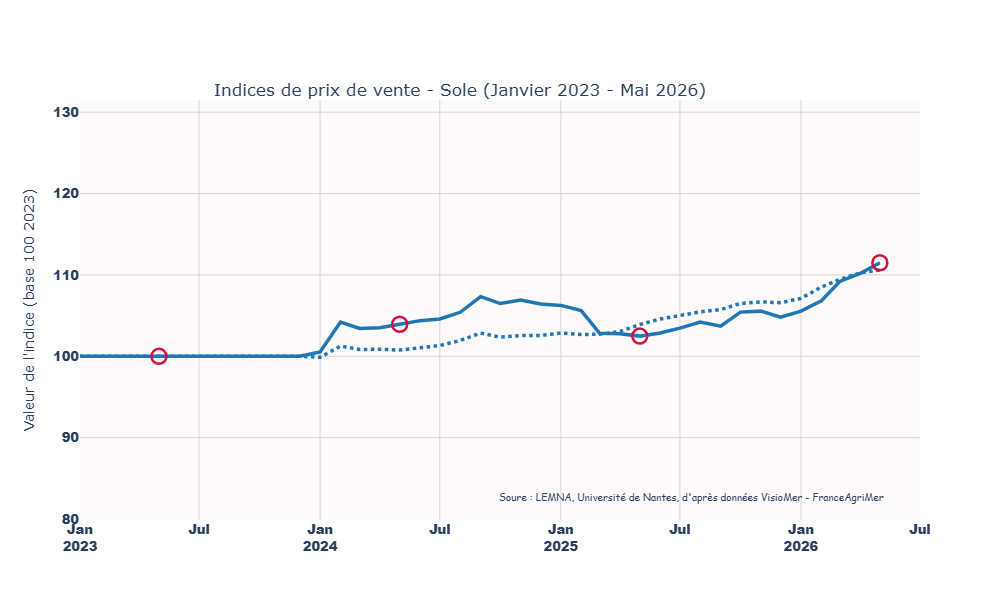 Indices de prix de vente - Sole (Janvier 2023 - Mai 2026)
Valeur de l'indice (base 100 2023)
130
120
110
100
90
80
Soure : LEMNA, Université de Nantes, d'après données VisioMer - FranceAgriMer
Jan Jul Jan Jul Jan Jul Jan Jul
2023 2024 2025 2026